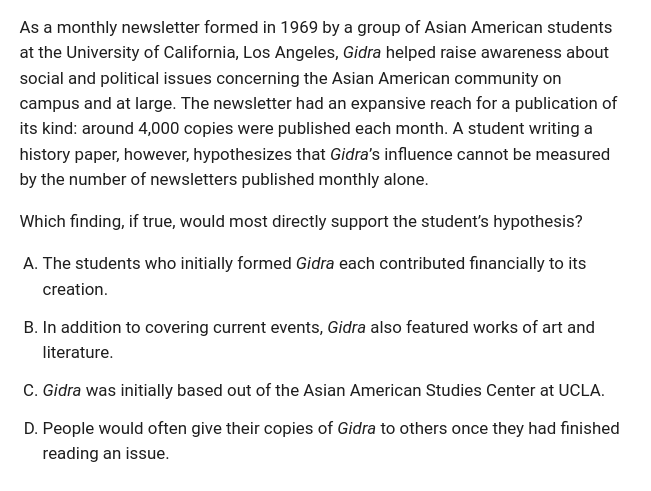 As a monthly newsletter formed in 1969 by a group of Asian American students
at the University of California, Los Angeles, Gidra helped raise awareness about
social and political issues concerning the Asian American community on
campus and at large. The newsletter had an expansive reach for a publication of
its kind: around 4,000 copies were published each month. A student writing a
history paper, however, hypothesizes that Gidra’s influence cannot be measured
by the number of newsletters published monthly alone.
Which finding, if true, would most directly support the student’s hypothesis?
A. The students who initially formed Gidra each contributed financially to its
creation.
B. In addition to covering current events, Gidra also featured works of art and
literature.
C. Gidra was initially based out of the Asian American Studies Center at UCLA.
D. People would often give their copies of Gidra to others once they had finished
reading an issue.